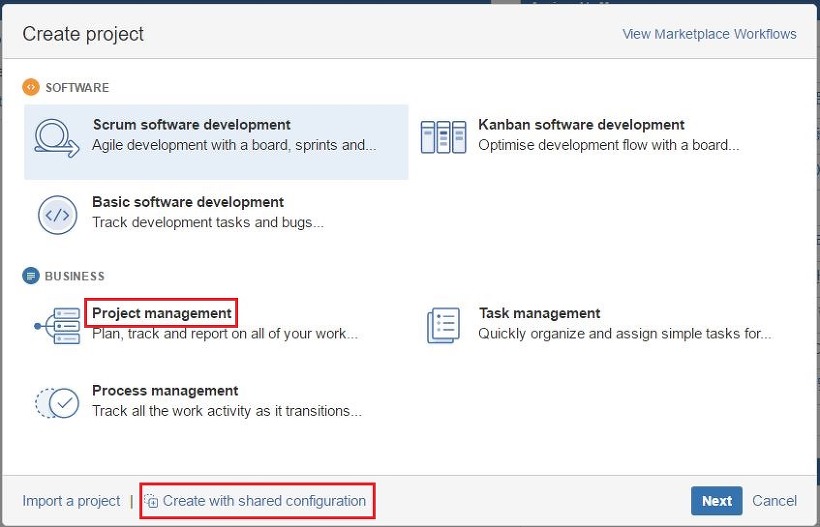 Create project
View Marketplace Workflows
SOFTWARE
Scrum software development
Agile development with a board, sprints and...
Kanban software development
Optimise development flow with a board...
Basic software development
Track development tasks and bugs...
BUSINESS
Project management
Plan, track and report on all of your work...
Task management
Quickly organize and assign simple tasks for...
Process management
Track all the work activity as it transitions...
Import a project | Create with shared configuration
Next Cancel